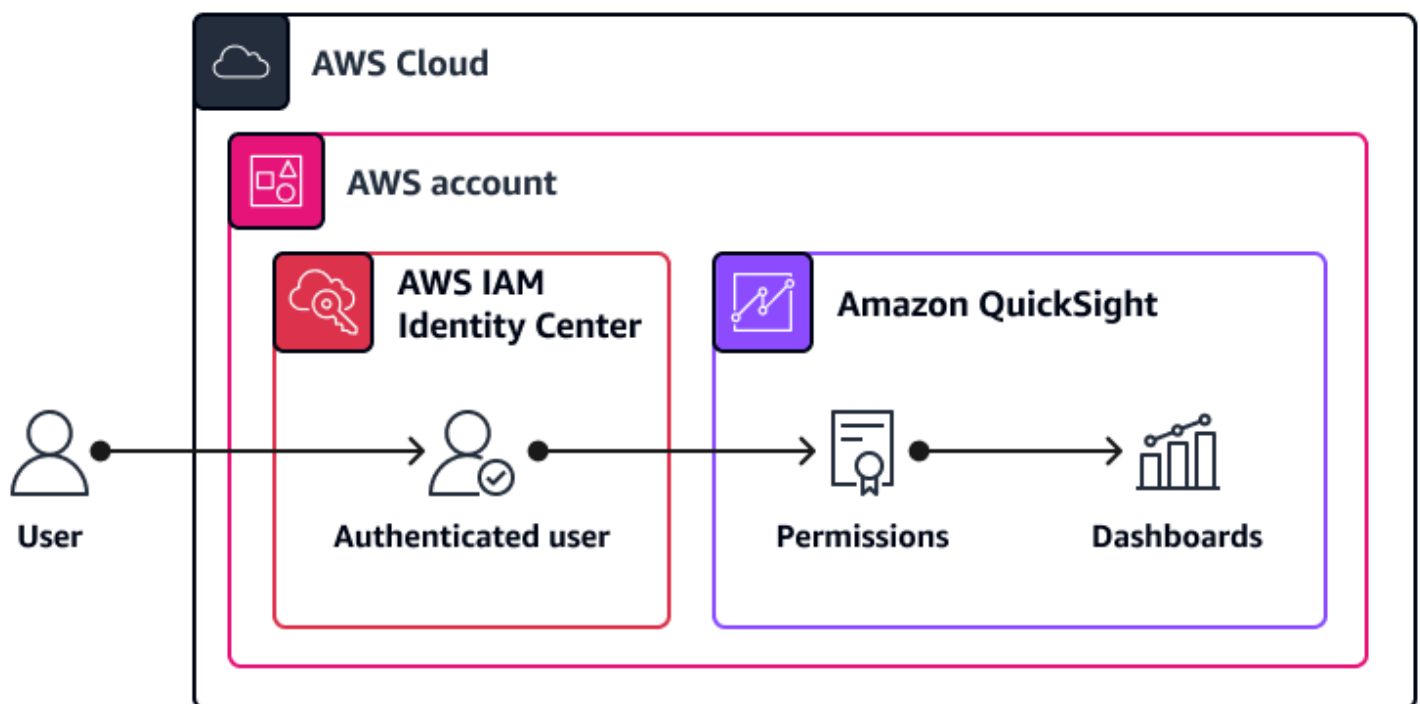 AWS Cloud
AWS account
AWS IAM
Identity Center
Amazon QuickSight
User
Authenticated user
Permissions
Dashboards